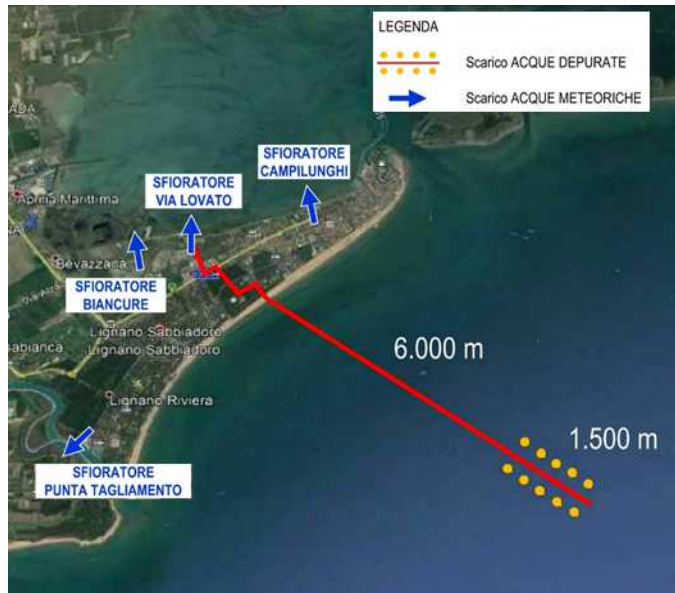 LEGENDA
Scarico ACQUE DEPURATE
Scarico ACQUE METEORICHE
SFIORATORE
CAMPILUNGHI
SFIORATORE
VIA LOVATO
Aprilia Marittima
Bevazzana
SFIORATORE
BIANCURE
Lignano Sabbiadoro
Lignano Sabbiadoro
6.000 m
Lignano Riviera
1.500 m
SFIORATORE
PUNTA TAGLIAMENTO